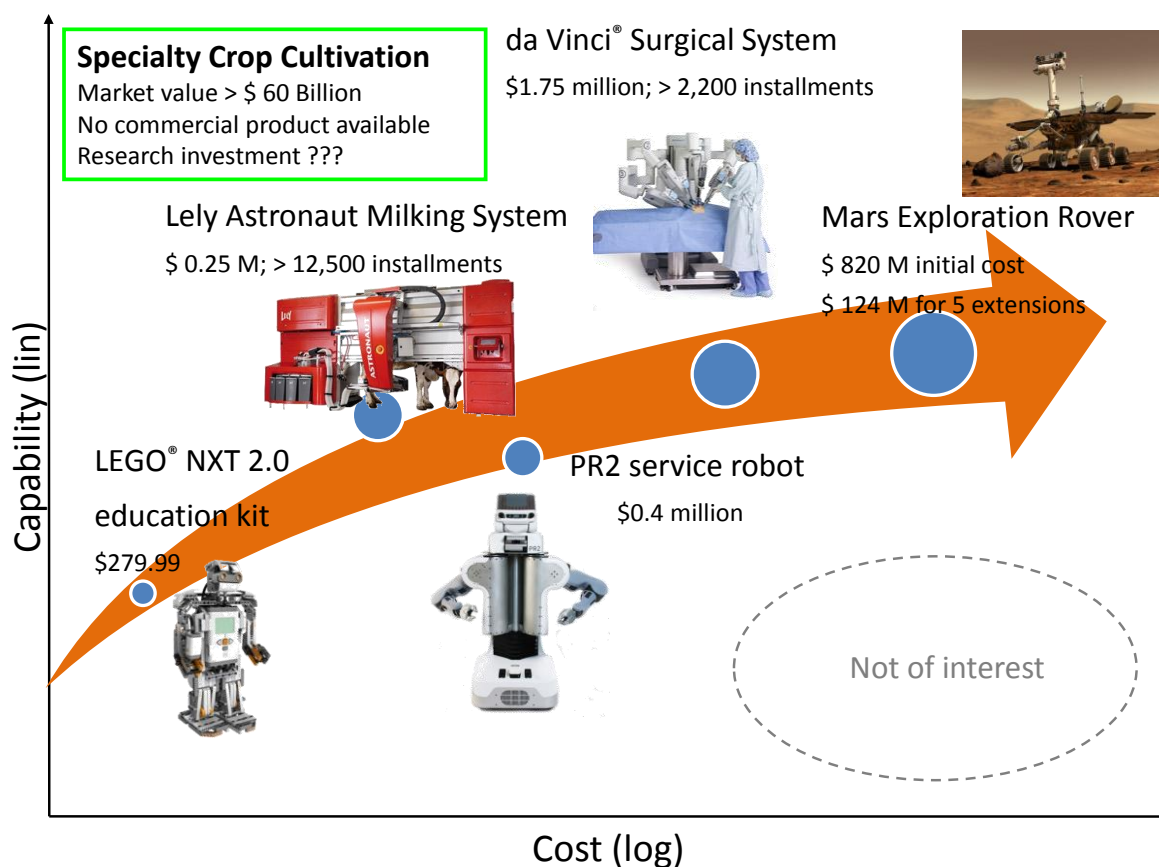 Specialty Crop Cultivation
Market value > $ 60 Billion
No commercial product available
Research investment ???
da Vinci® Surgical System
$1.75 million; > 2,200 installments
Lely Astronaut Milking System
$ 0.25 M; > 12,500 installments
Mars Exploration Rover
$ 820 M initial cost
$ 124 M for 5 extensions
ASTRONAUT
LEGO® NXT 2.0
education kit
$279.99
PR2 service robot
$0.4 million
PR2
Not of interest
Capability (lin)
Cost (log)